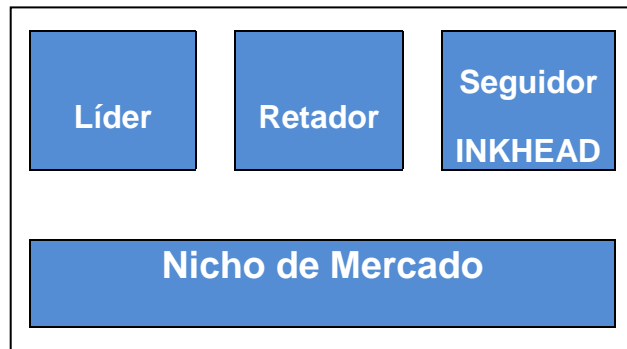 Líder
Retador
Seguidor
INKHEAD
Nicho de Mercado